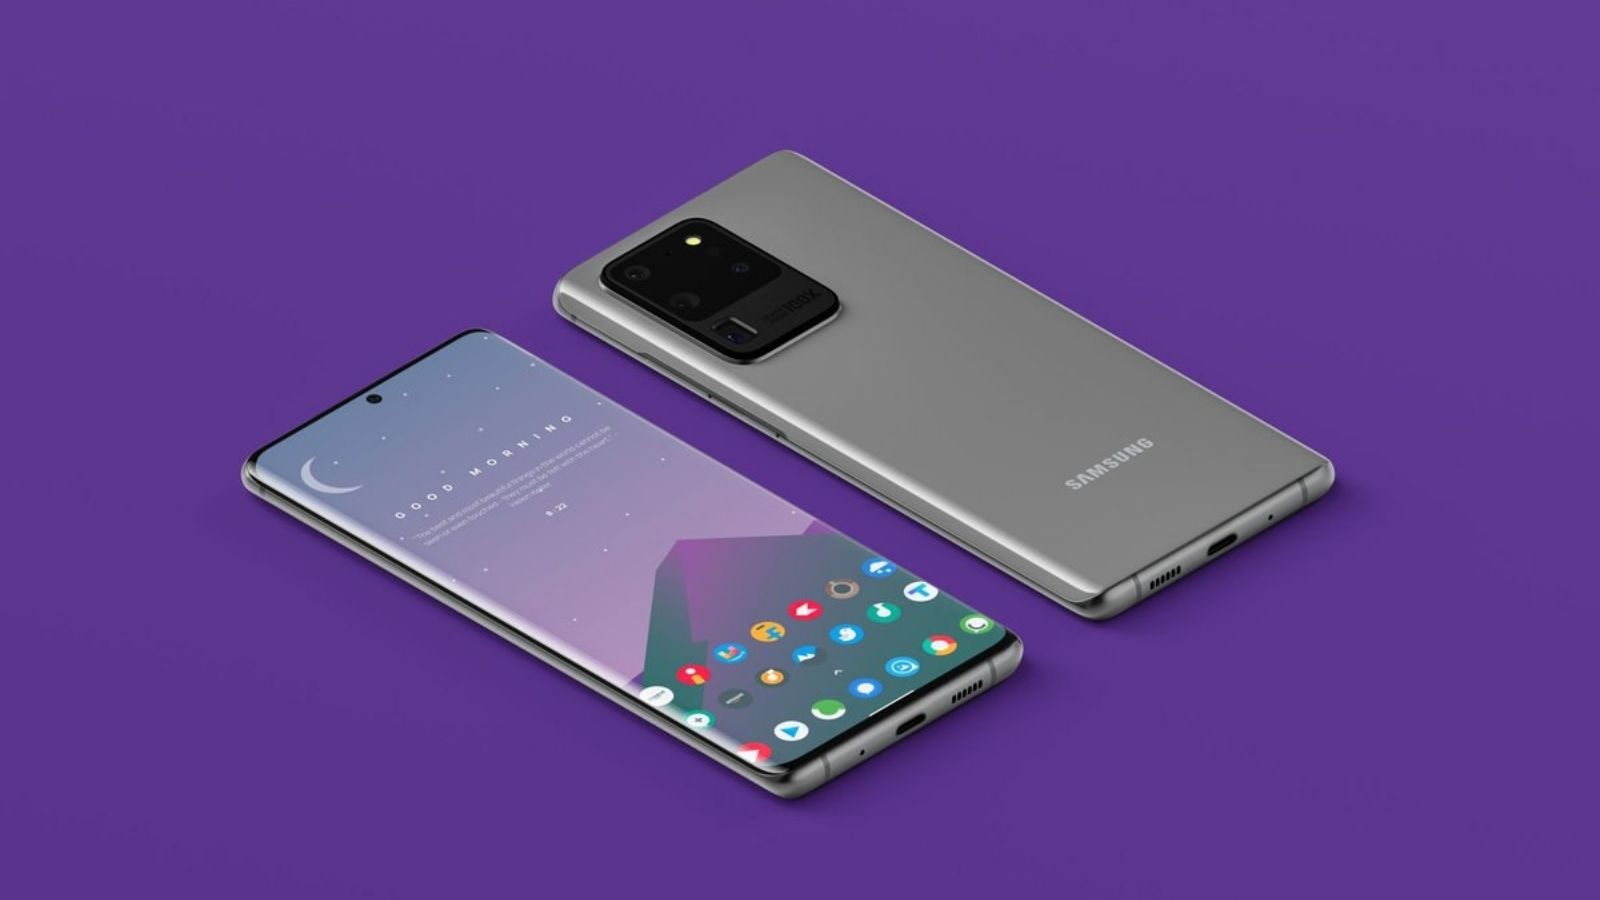 GOOD MORNING
"The best and most beautiful things in the world cannot be
seen or even touched - they must be felt with the heart."
Helen Keller
8:22
100X
SAMSUNG